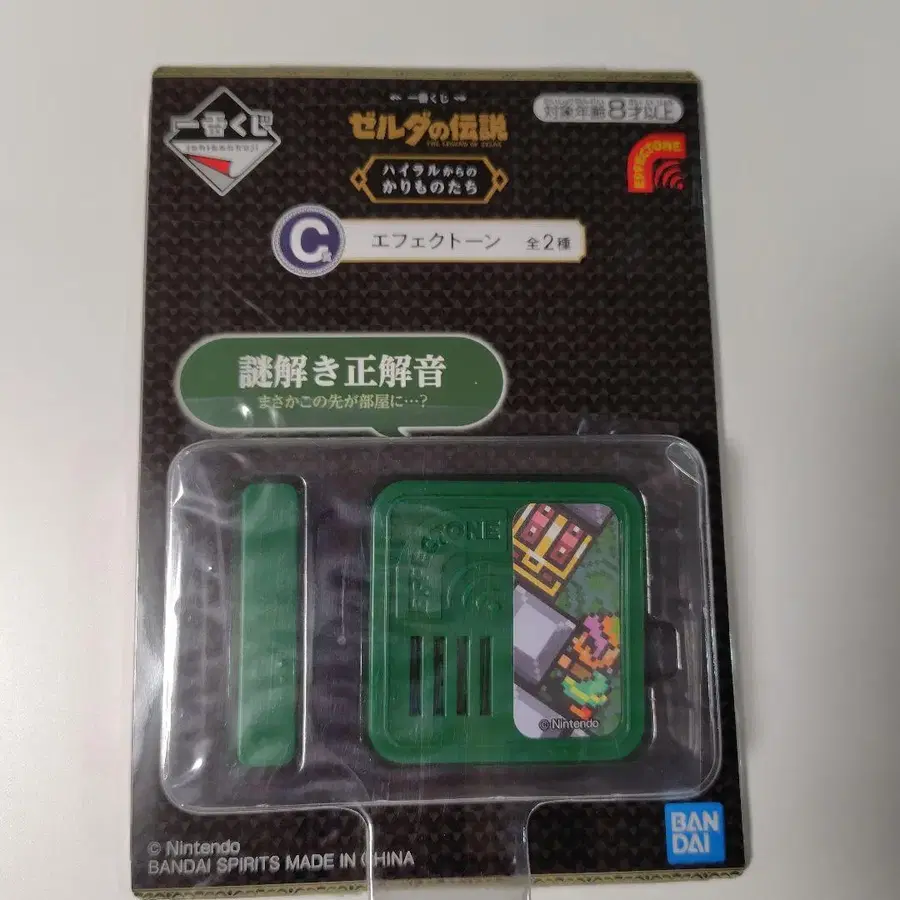 一番くじ
ichibankuji
一番くじ
ゼルダの伝説
THE LEGEND OF ZELDA
ハイラルからの
かりものたち
対象年齢8才以上
EFFECTONE
C賞
エフェクトーン 全2種
謎解き正解音
まさかこの先が部屋に…?
EFFECTONE
©Nintendo
© Nintendo
BANDAI SPIRITS MADE IN CHINA
BAN
DAI